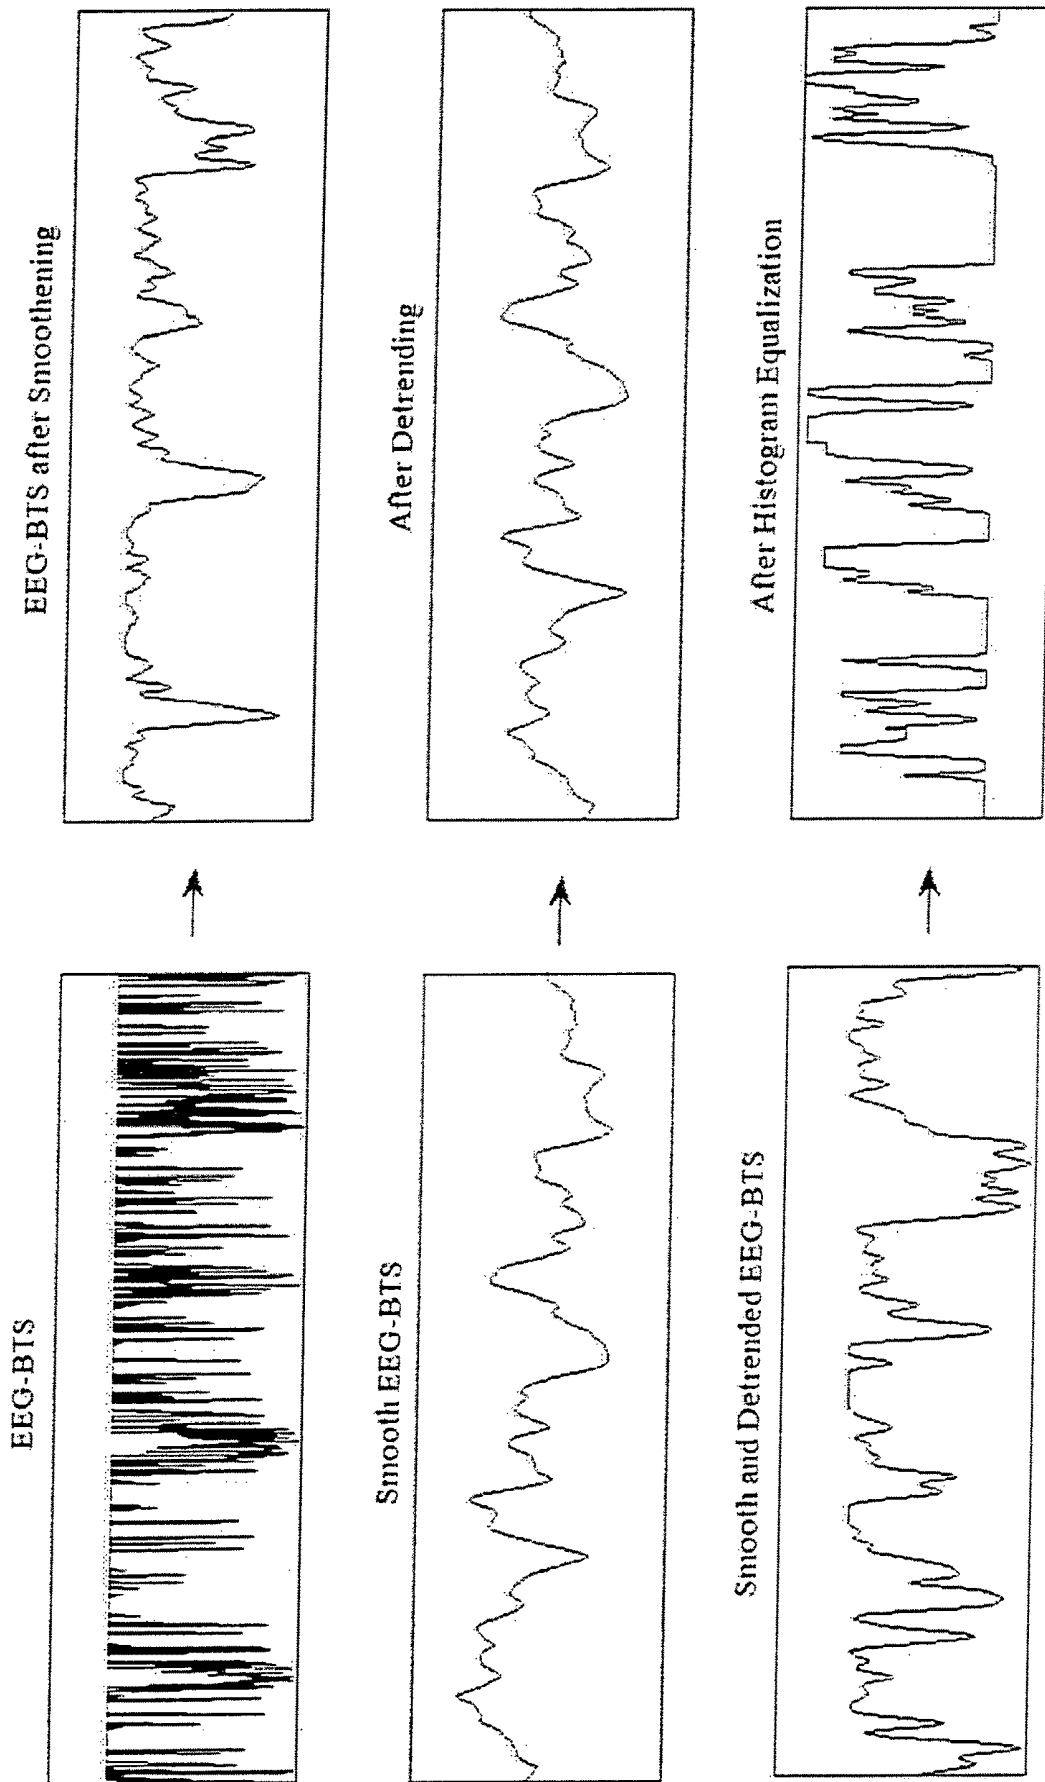 EEG-BTS
EEG-BTS after Smoothening
Smooth EEG-BTS
After Detrending
Smooth and Detrended EEG-BTS
After Histogram Equalization